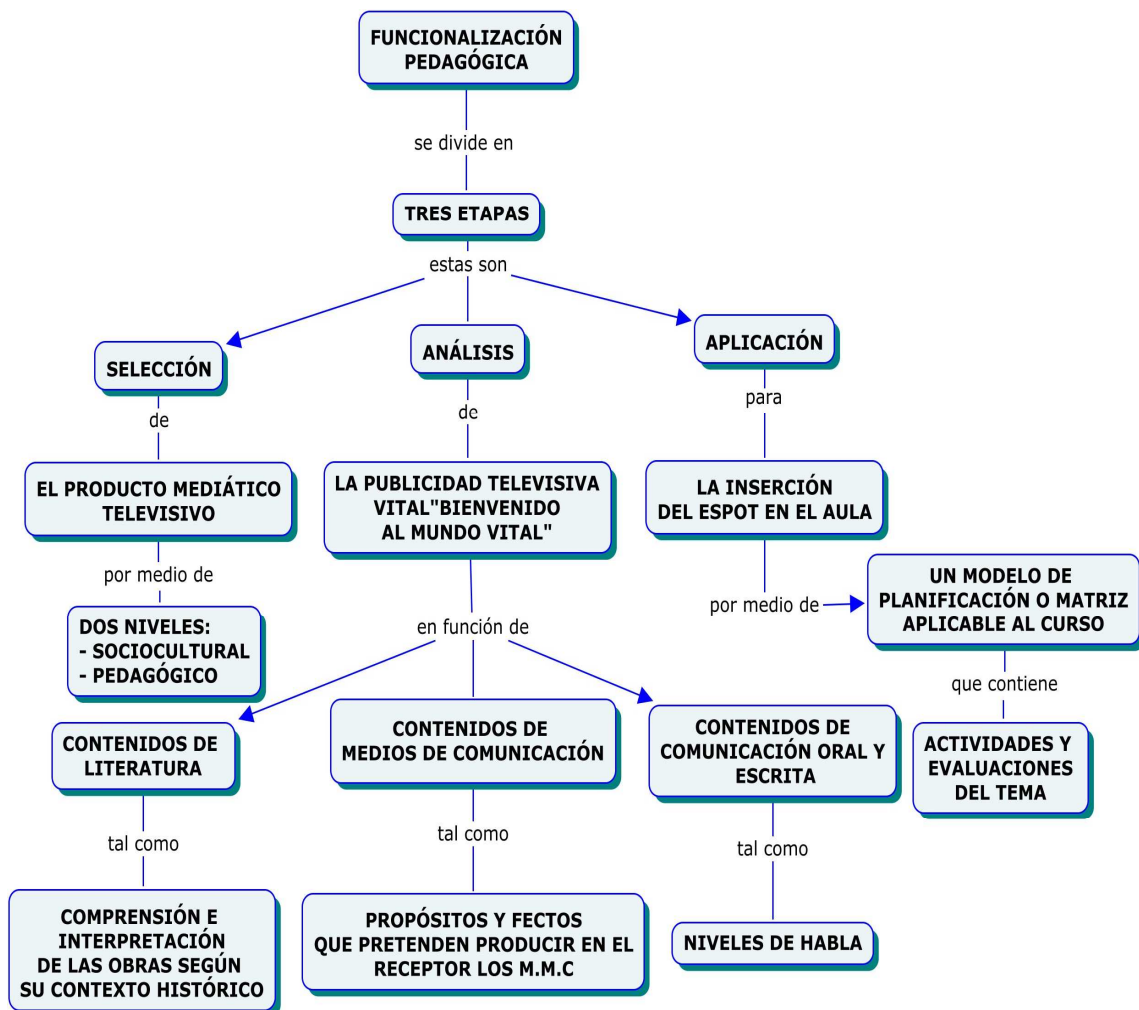 FUNCIONALIZACIÓN
PEDAGÓGICA
se divide en
TRES ETAPAS
estas son
SELECCIÓN
de
EL PRODUCTO MEDIÁTICO
TELEVISIVO
por medio de
DOS NIVELES:
- SOCIOCULTURAL
- PEDAGÓGICO
ANÁLISIS
de
LA PUBLICIDAD TELEVISIVA
VITAL"BIENVENIDO
AL MUNDO VITAL"
en función de
CONTENIDOS DE
LITERATURA
tal como
COMPRENSIÓN E
INTERPRETACIÓN
DE LAS OBRAS SEGÚN
SU CONTEXTO HISTÓRICO
CONTENIDOS DE
MEDIOS DE COMUNICACIÓN
tal como
PROPÓSITOS Y FECTOS
QUE PRETENDEN PRODUCIR EN EL
RECEPTOR LOS M.M.C
CONTENIDOS DE
COMUNICACIÓN ORAL Y
ESCRITA
tal como
NIVELES DE HABLA
APLICACIÓN
para
LA INSERCIÓN
DEL ESPOT EN EL AULA
por medio de
UN MODELO DE
PLANIFICACIÓN O MATRIZ
APLICABLE AL CURSO
que contiene
ACTIVIDADES Y
EVALUACIONES
DEL TEMA